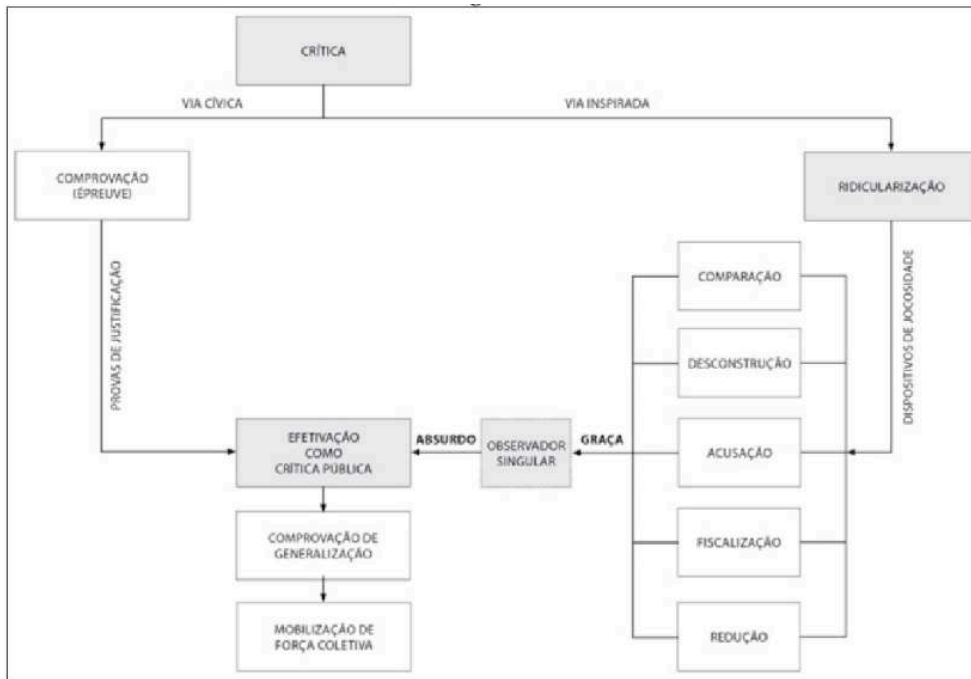 CRÍTICA
VIA CÍVICA
VIA INSPIRADA
COMPROVAÇÃO
(ÉPREUVE)
RIDICULARIZAÇÃO
PROVAS DE JUSTIFICAÇÃO
DISPOSITIVOS DE JOCOSIDADE
COMPARAÇÃO
DESCONSTRUÇÃO
ACUSAÇÃO
FISCALIZAÇÃO
REDUÇÃO
GRAÇA
OBSERVADOR
SINGULAR
ABSURDO
EFETIVAÇÃO
COMO
CRÍTICA PÚBLICA
COMPROVAÇÃO DE
GENERALIZAÇÃO
MOBILIZAÇÃO DE
FORÇA COLETIVA